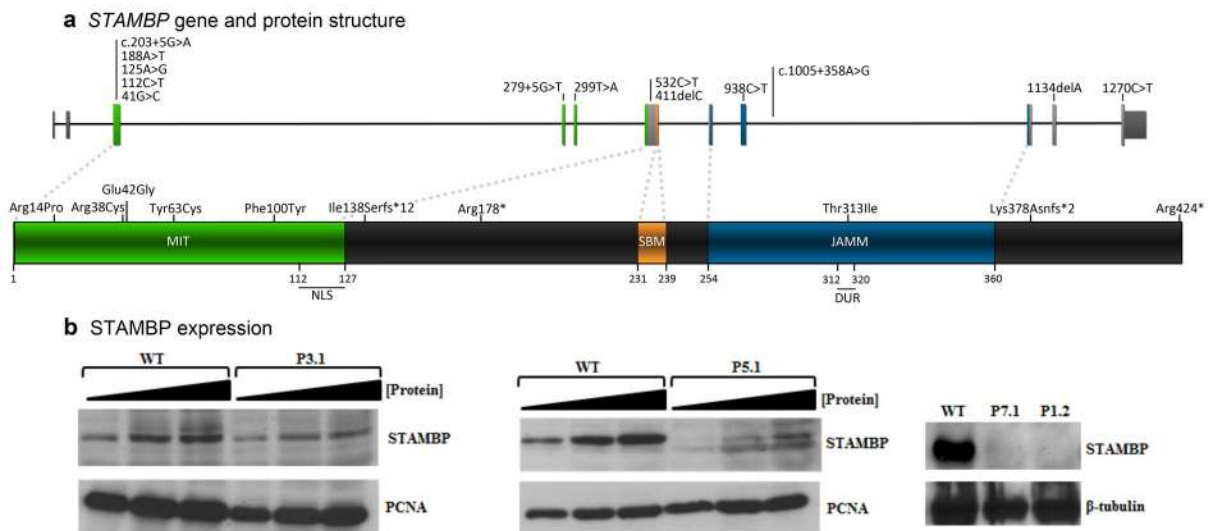 a STAMBP gene and protein structure
c.203+5G>A
188A>T
125A>G
112C>T
41G>C
279+5G>T
299T>A
532C>T
411delC
938C>T
c.1005+358A>G
1134delA
1270C>T
Glu42Gly
Arg14Pro
Arg38Cys
Tyr63Cys
Phe100Tyr
Ile138Serfs*12
Arg178*
Thr313Ile
Lys378Asnfs*2
Arg424*
MIT
SBM
JAMM
1
112
127
231
239
254
312
320
360
NLS
DUR
b STAMBP expression
WT
P3.1
[Protein]
STAMBP
PCNA
WT
P5.1
[Protein]
STAMBP
PCNA
WT P7.1 P1.2
STAMBP
β-tubulin